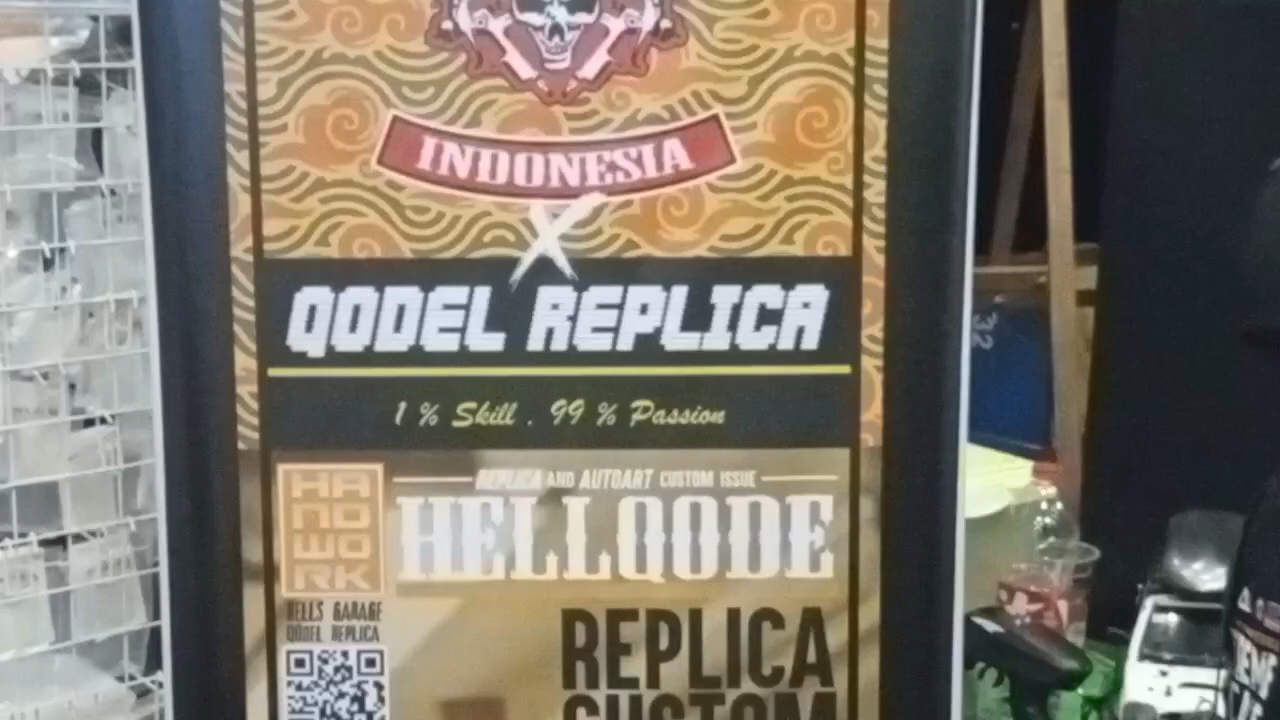 INDONESIA
X
QODEL REPLICA
1 % Skill . 99 % Passion
HA
ND
WO
RK
REPLICA AND AUTOART CUSTOM ISSUE
HELLQODE
HELLS GARAGE
QODEL REPLICA
REPLICA
CUSTOM
32